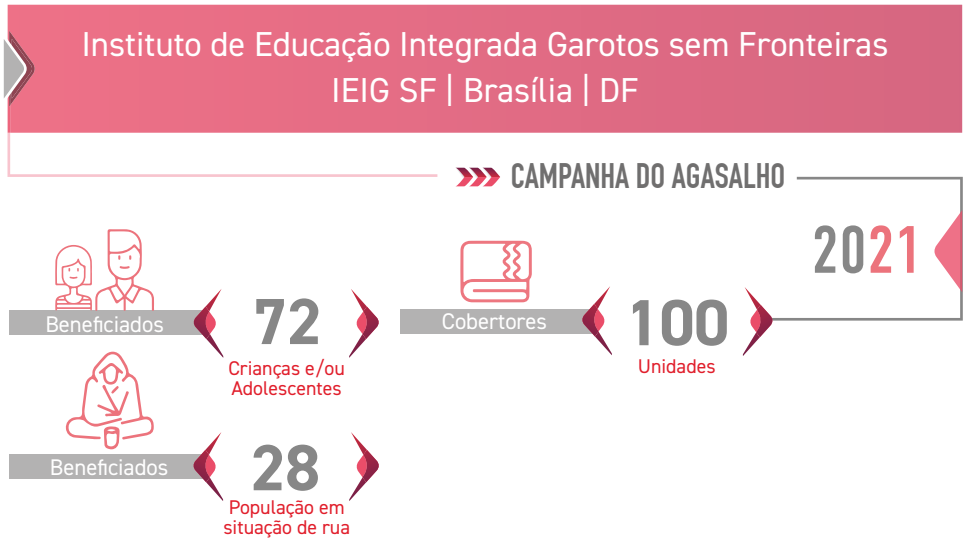 Instituto de Educação Integrada Garotos sem Fronteiras
IEIG SF | Brasília | DF
CAMPANHA DO AGASALHO
2021
Beneficiados
72
Crianças e/ou
Adolescentes
Cobertores
100
Unidades
Beneficiados
28
População em
situação de rua